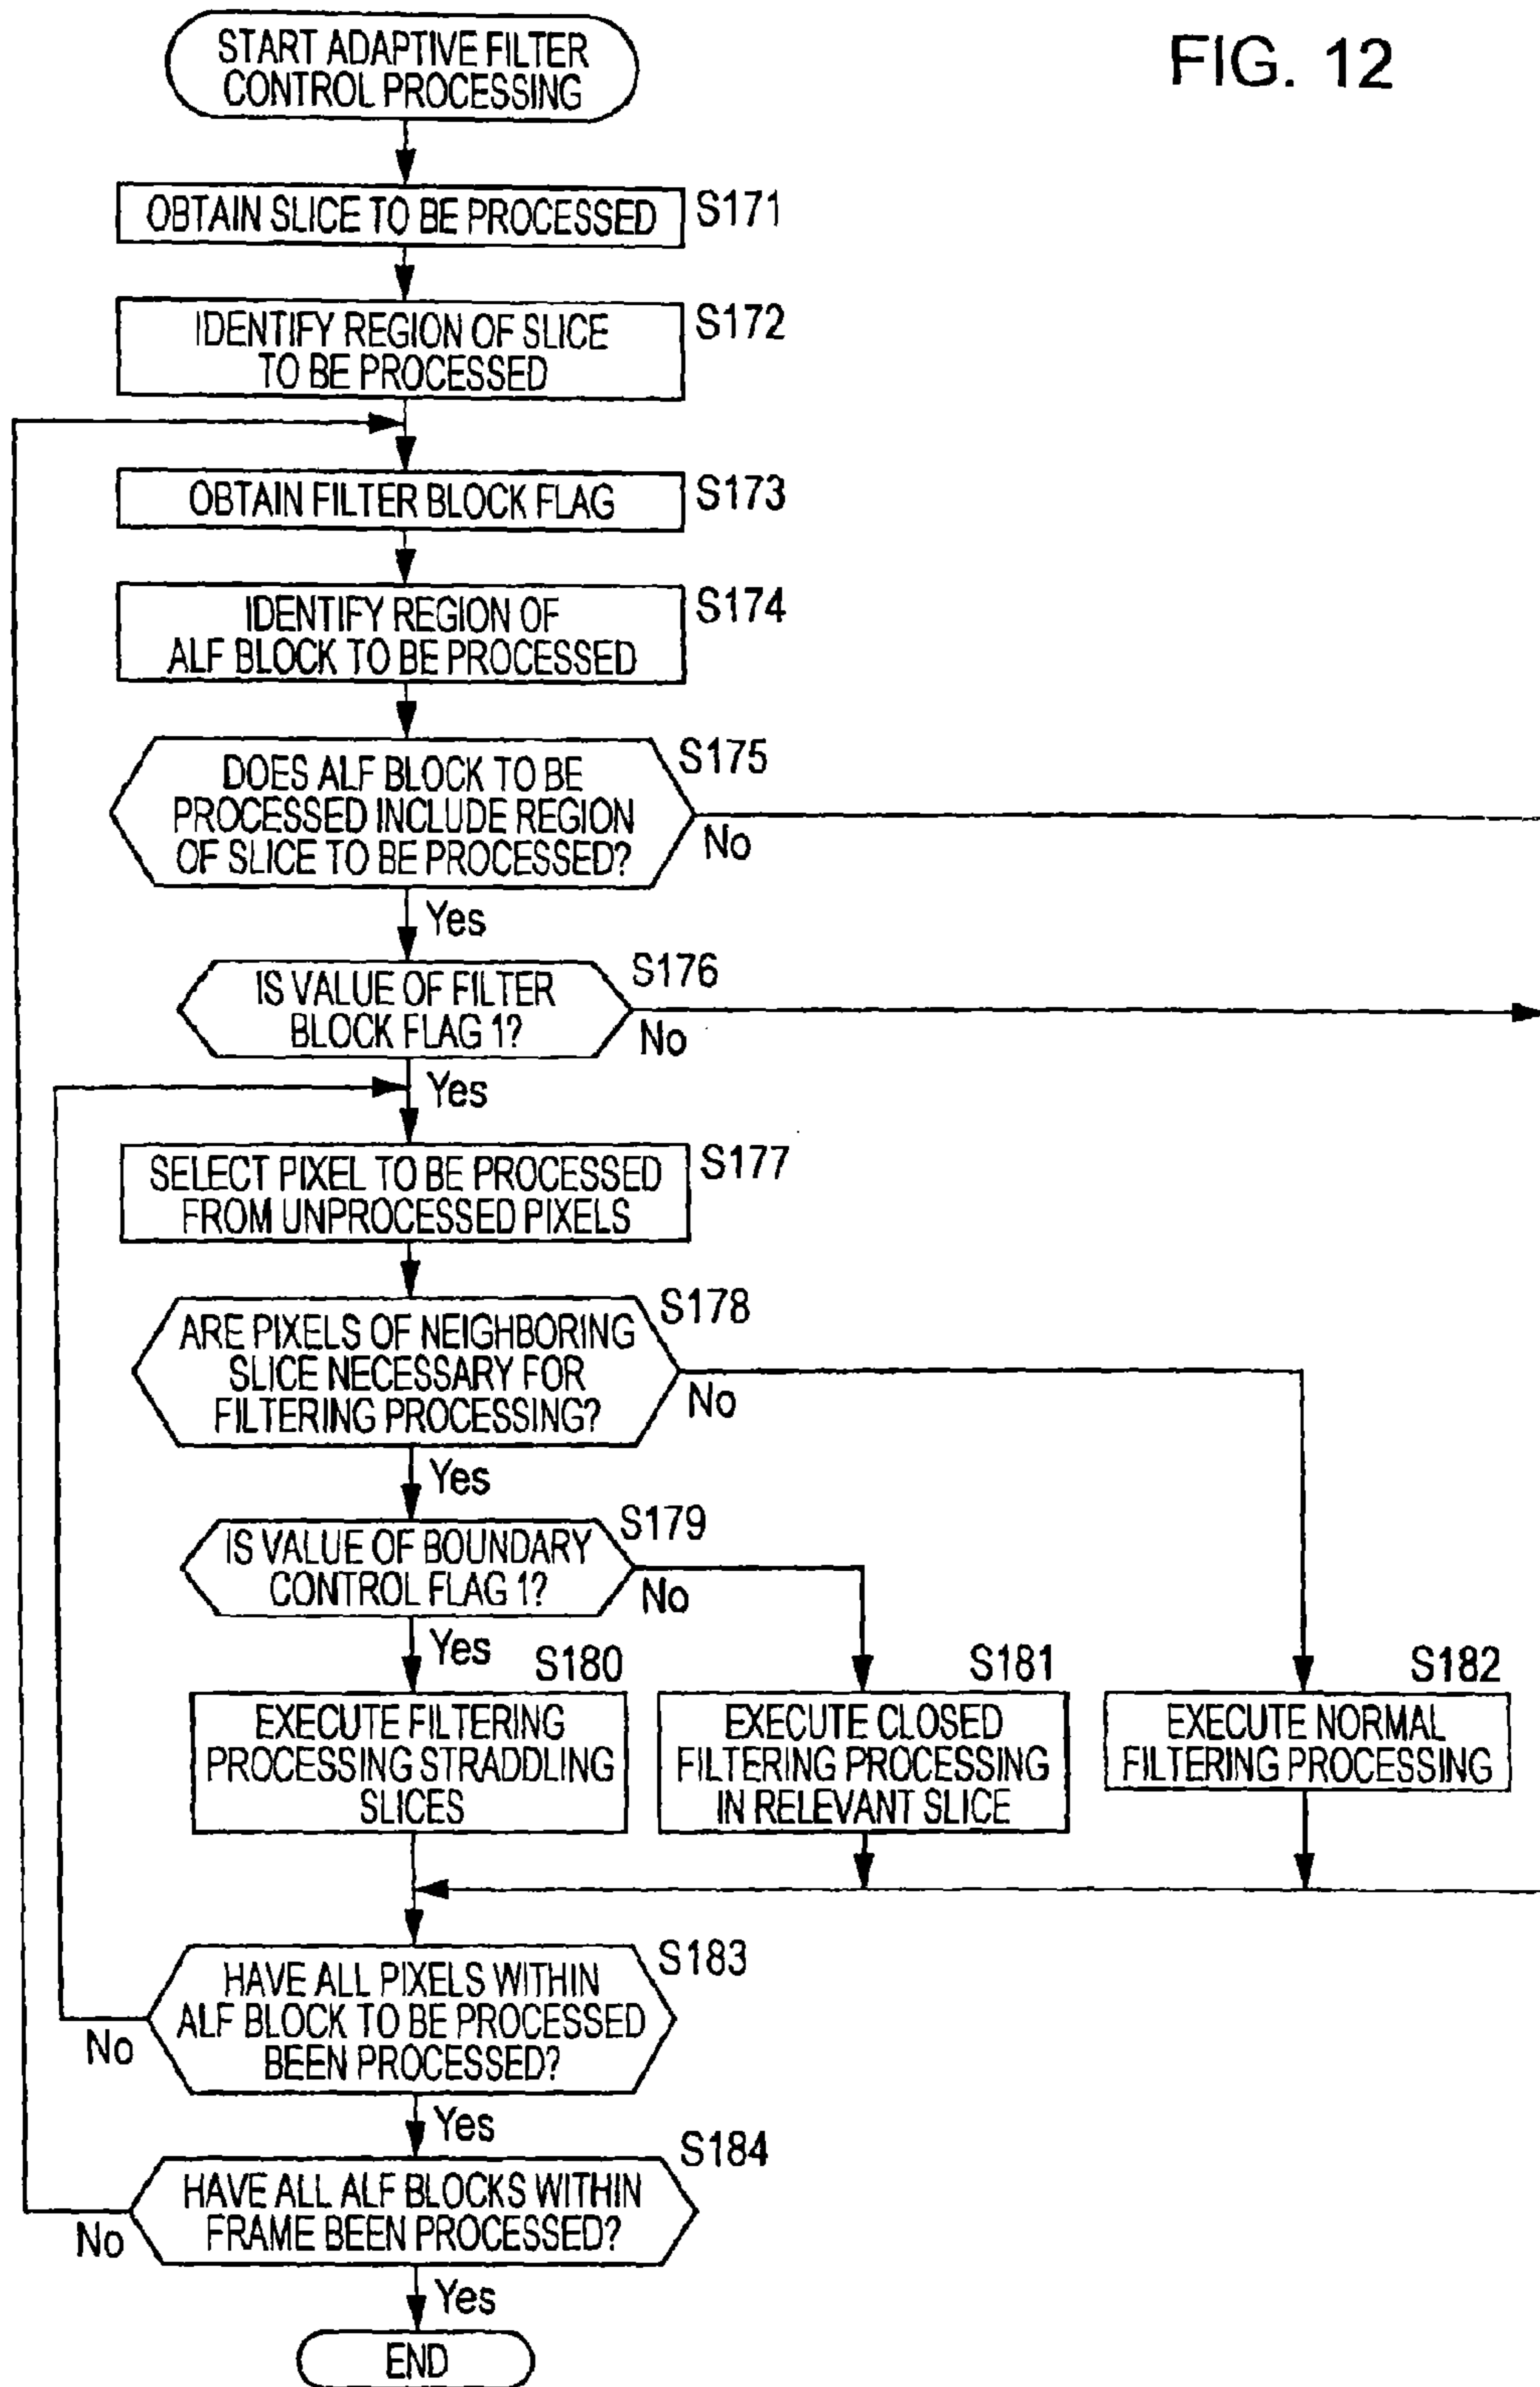 FIG. 12
START ADAPTIVE FILTER
CONTROL PROCESSING
OBTAIN SLICE TO BE PROCESSED
S171
IDENTIFY REGION OF SLICE
TO BE PROCESSED
S172
OBTAIN FILTER BLOCK FLAG
S173
IDENTIFY REGION OF
ALF BLOCK TO BE PROCESSED
S174
DOES ALF BLOCK TO BE
PROCESSED INCLUDE REGION
OF SLICE TO BE PROCESSED?
S175
No
Yes
IS VALUE OF FILTER
BLOCK FLAG 1?
S176
No
Yes
SELECT PIXEL TO BE PROCESSED
FROM UNPROCESSED PIXELS
S177
ARE PIXELS OF NEIGHBORING
SLICE NECESSARY FOR
FILTERING PROCESSING?
S178
No
Yes
IS VALUE OF BOUNDARY
CONTROL FLAG 1?
S179
No
Yes
S180
EXECUTE FILTERING
PROCESSING STRADDLING
SLICES
S181
EXECUTE CLOSED
FILTERING PROCESSING
IN RELEVANT SLICE
S182
EXECUTE NORMAL
FILTERING PROCESSING
HAVE ALL PIXELS WITHIN
ALF BLOCK TO BE PROCESSED
BEEN PROCESSED?
S183
No
Yes
HAVE ALL ALF BLOCKS WITHIN
FRAME BEEN PROCESSED?
S184
No
Yes
END